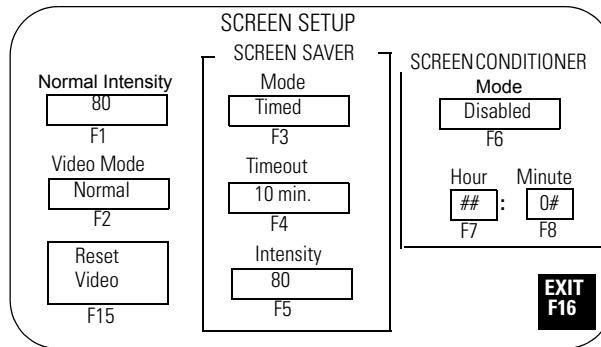 SCREEN SETUP
Normal Intensity
80
F1
Video Mode
Normal
F2
Reset
Video
F15
SCREEN SAVER
Mode
Timed
F3
Timeout
10 min.
F4
Intensity
80
F5
SCREEN CONDITIONER
Mode
Disabled
F6
Hour Minute
## : 0#
F7 F8
EXIT
F16